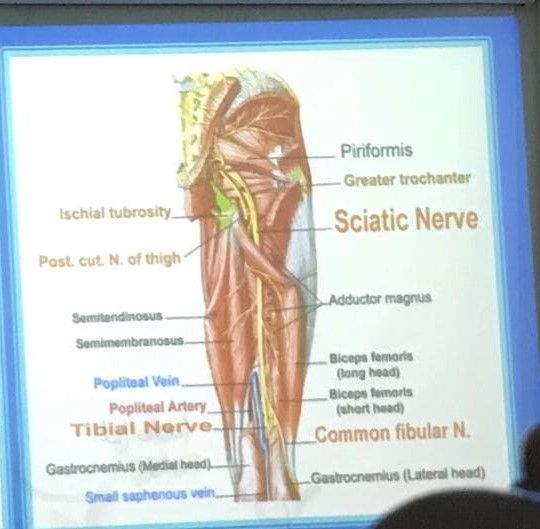 Piriformis
Greater trochanter
Ischial tubrosity
Sciatic Nerve
Post. cut. N. of thigh
Adductor magnus
Semitendinosus
Semimembranosus
Biceps femoris
(long head)
Popliteal Vein
Biceps femoris
(short head)
Popliteal Artery
Tibial Nerve
Common fibular N.
Gastrocnemius (Medial head)
Gastrocnemius (Lateral head)
Small saphenous vein